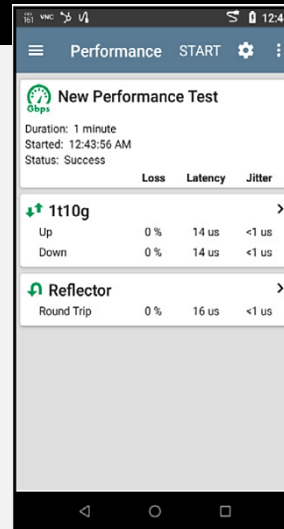 161 VNC 12:4
Performance START
Gbps New Performance Test
Duration: 1 minute
Started: 12:43:56 AM
Status: Success
Loss Latency Jitter
1t10g
Up 0 % 14 us <1 us
Down 0 % 14 us <1 us
Reflector
Round Trip 0 % 16 us <1 us